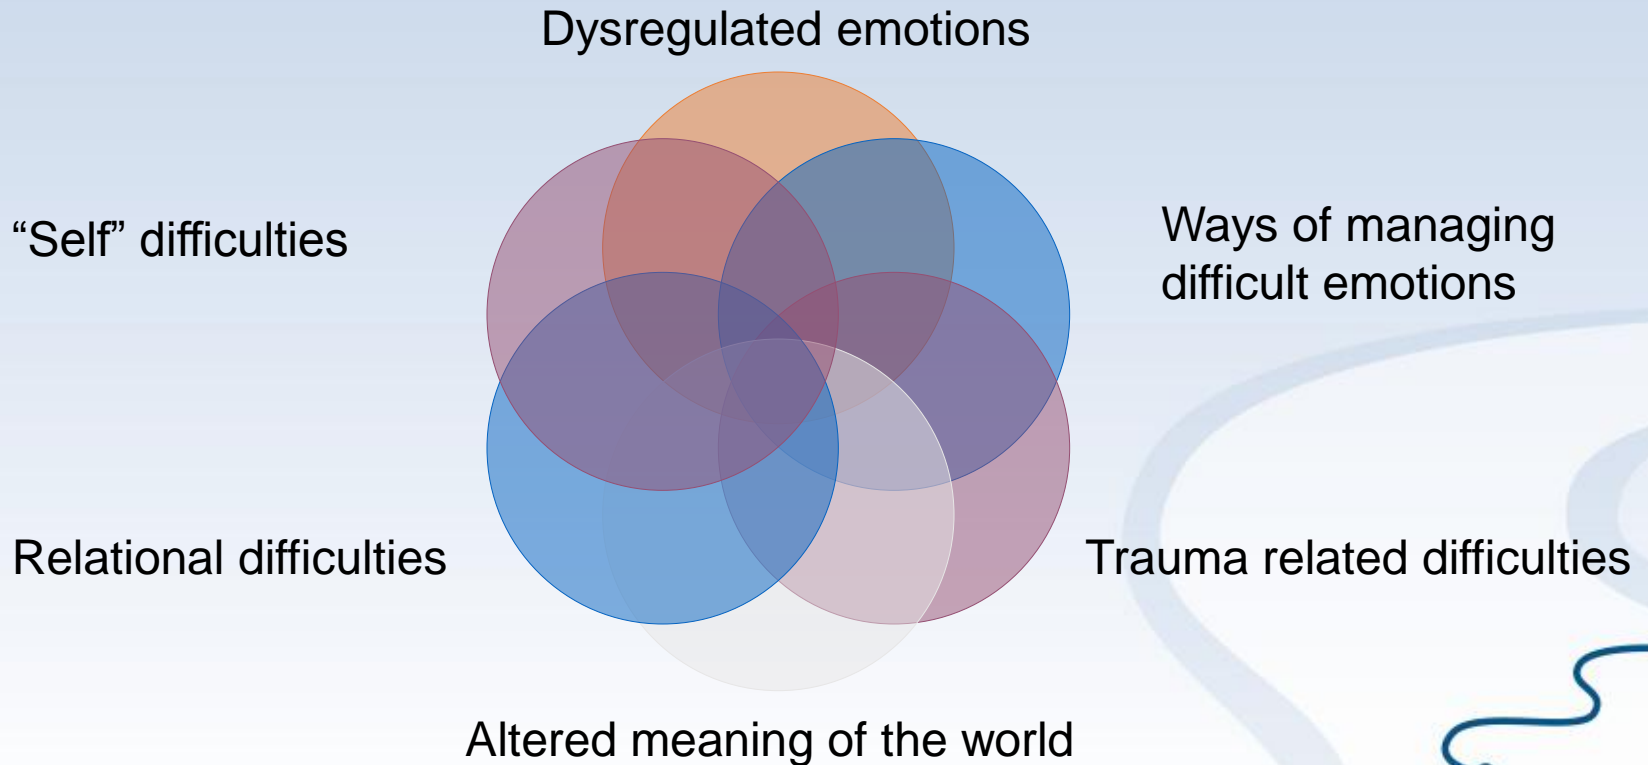 Dysregulated emotions
“Self” difficulties
Ways of managing
difficult emotions
Relational difficulties
Trauma related difficulties
Altered meaning of the world